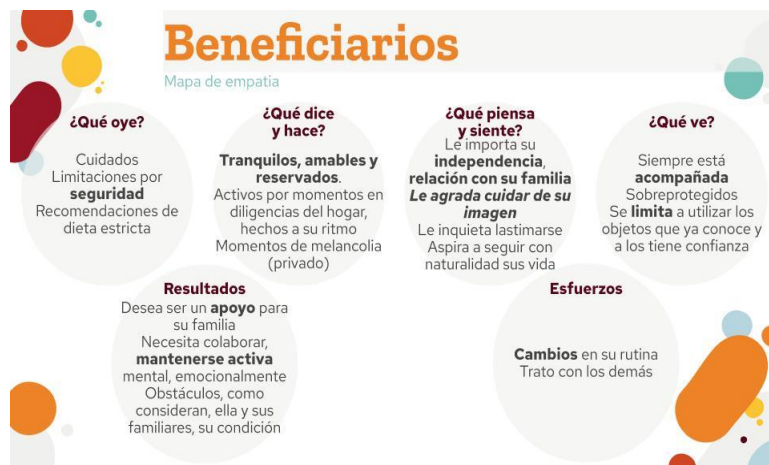 Beneficiarios
Mapa de empatia
¿Qué oye?
Cuidados
Limitaciones por
seguridad
Recomendaciones de
dieta estricta
¿Qué dice
y hace?
Tranquilos, amables y
reservados.
Activos por momentos en
diligencias del hogar,
hechos a su ritmo
Momentos de melancolia
(privado)
¿Qué piensa
y siente?
Le importa su
independencia,
relación con su familia
Le agrada cuidar de su
imagen
Le inquieta lastimarse
Aspira a seguir con
naturalidad sus vida
¿Qué ve?
Siempre está
acompañada
Sobreprotegidos
Se limita a utilizar los
objetos que ya conoce y
a los tiene confianza
Resultados
Desea ser un apoyo para
su familia
Necesita colaborar,
mantenerse activa
mental, emocionalmente
Obstáculos, como
consideran, ella y sus
familiares, su condición
Esfuerzos
Cambios en su rutina
Trato con los demás